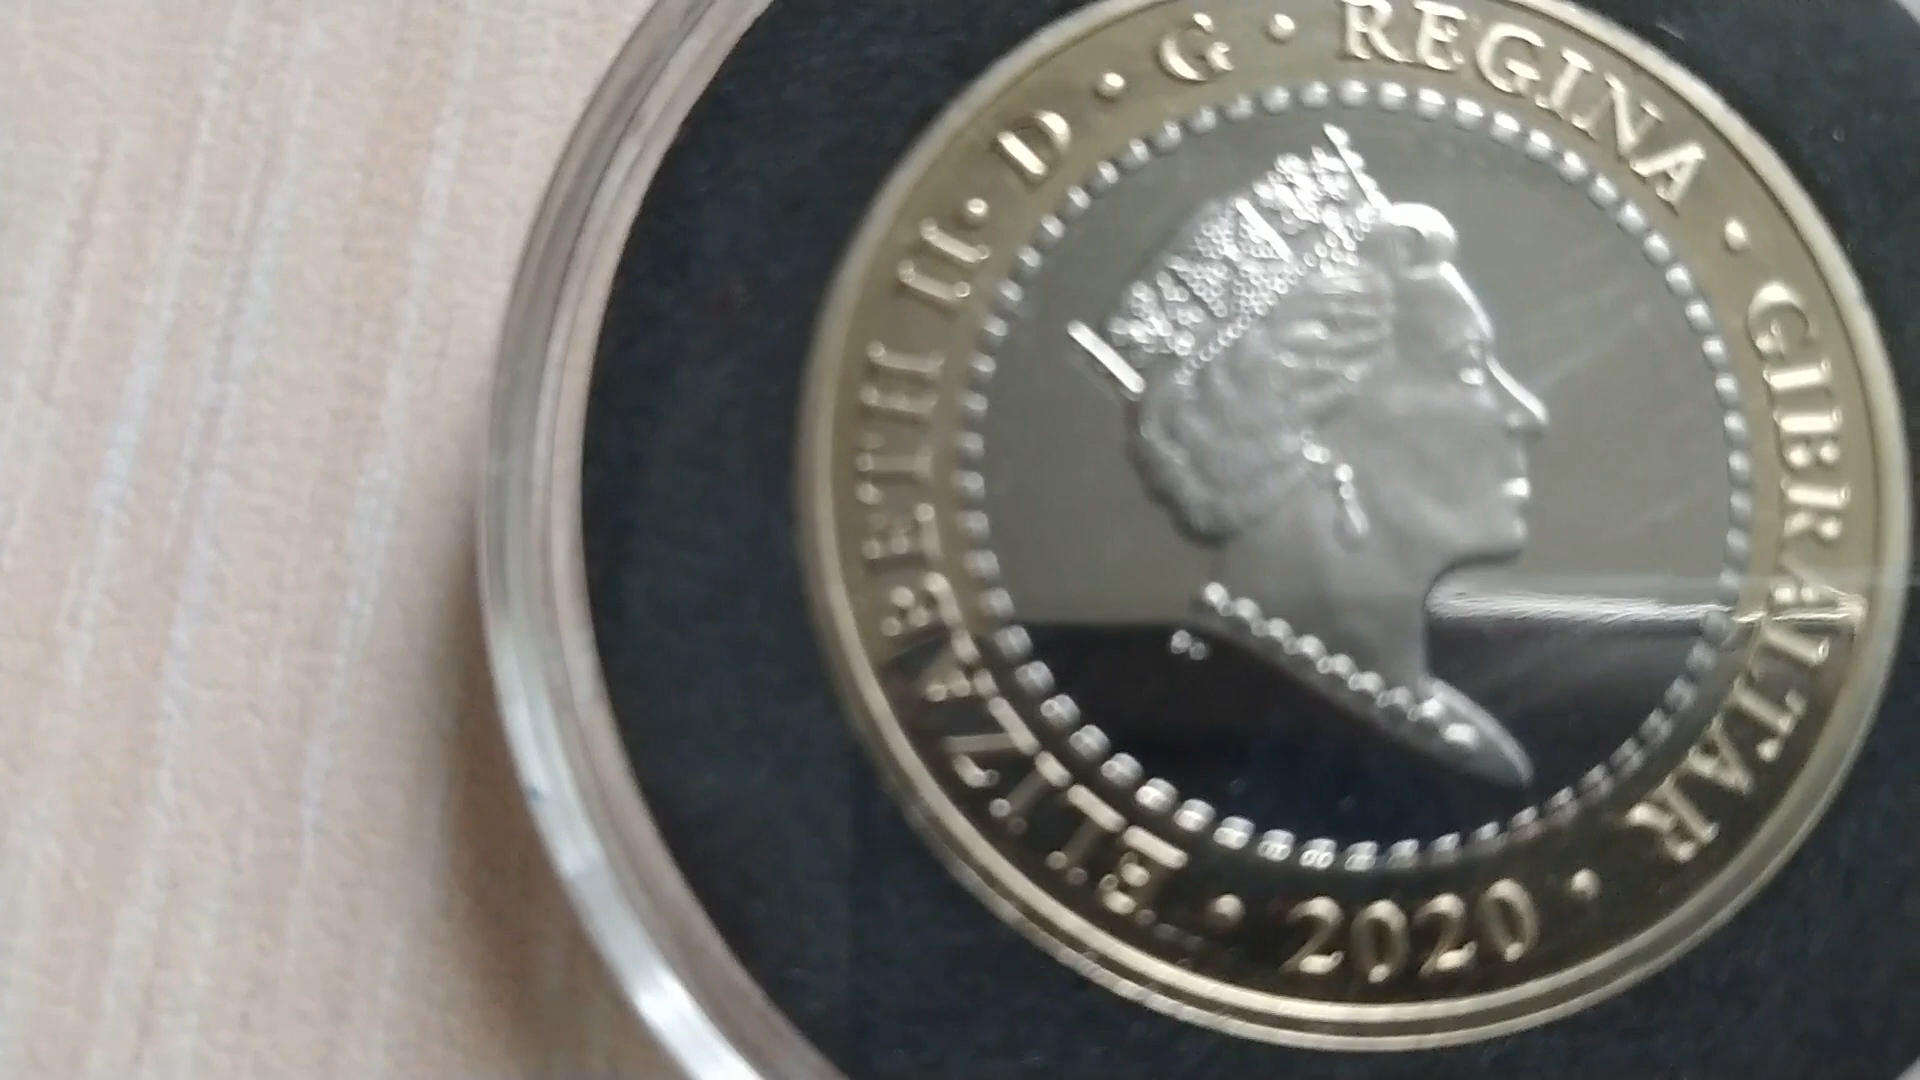 ELIZABETH II · D · G · REGINA · GIBRALTAR · 2020 ·